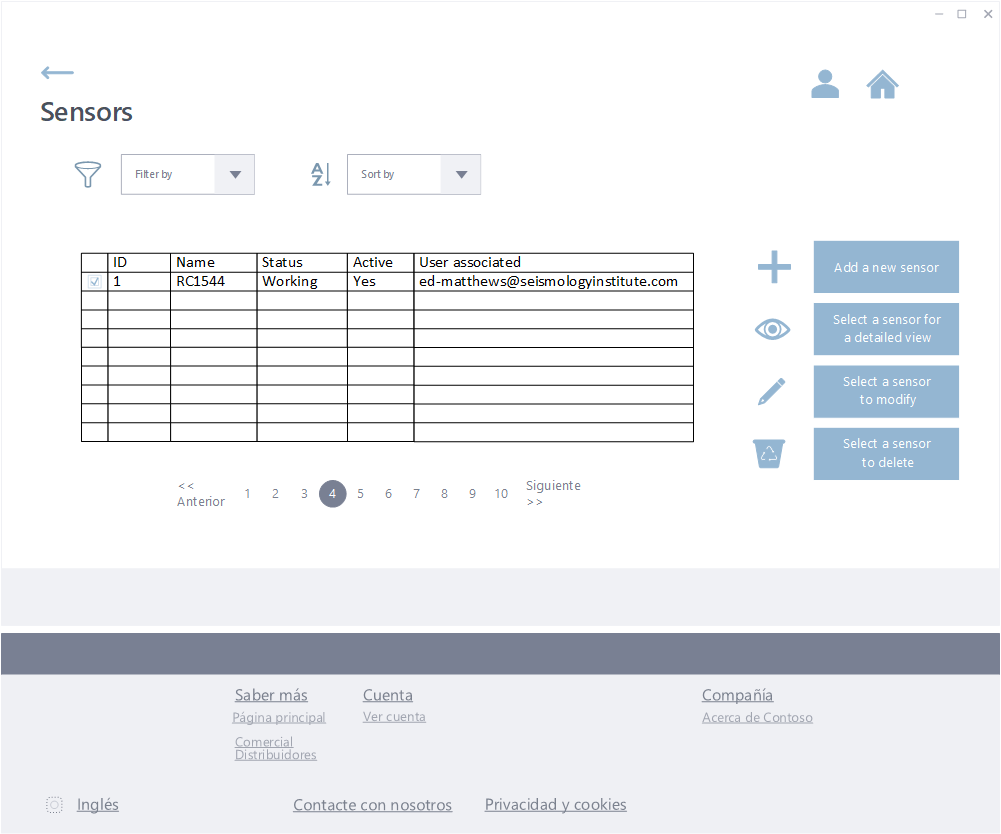 Sensors
Filter by
A
Z
Sort by
ID Name Status Active User associated
1 RC1544 Working Yes ed-matthews@seismologyinstitute.com
Add a new sensor
Select a sensor for
a detailed view
Select a sensor
to modify
Select a sensor
to delete
<<
Anterior
1 2 3 4 5 6 7 8 9 10
Siguiente
>>
Saber más
Página principal
Comercial
Distribuidores
Cuenta
Ver cuenta
Compañía
Acerca de Contoso
Inglés
Contacte con nosotros
Privacidad y cookies